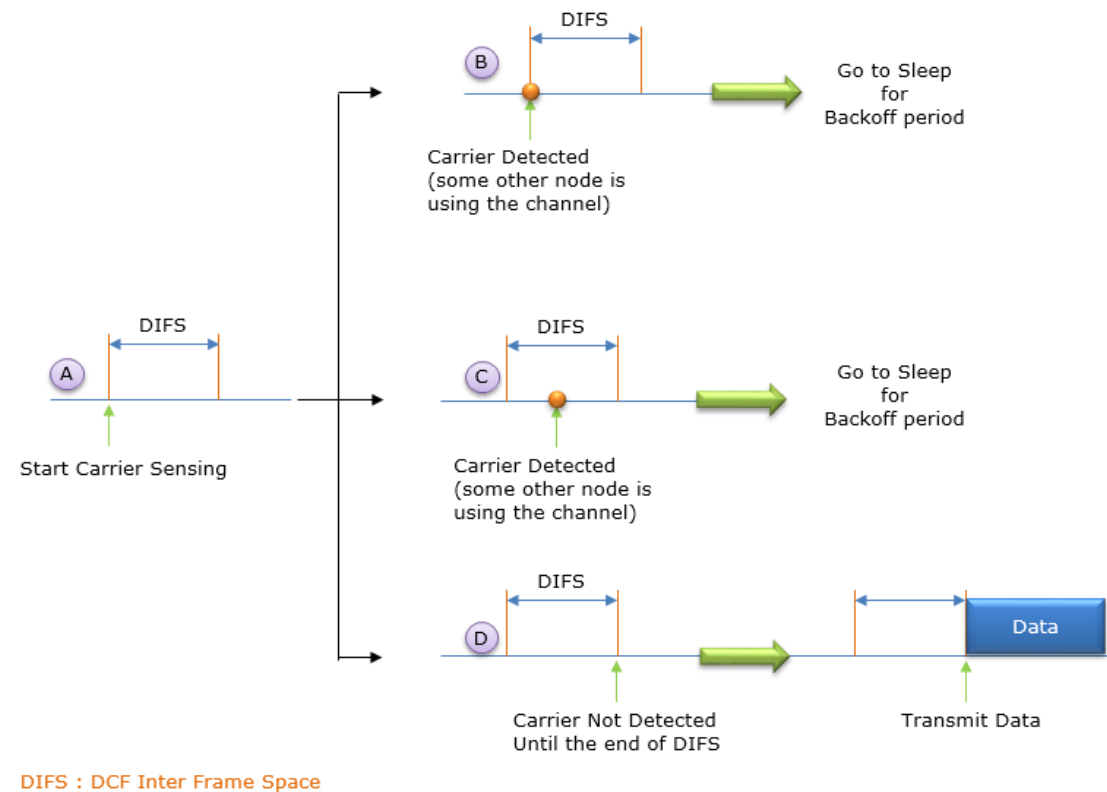 DIFS
B
Go to Sleep
for
Backoff period
Carrier Detected
(some other node is
using the channel)
DIFS
A
Start Carrier Sensing
DIFS
C
Go to Sleep
for
Backoff period
Carrier Detected
(some other node is
using the channel)
DIFS
D
Data
Carrier Not Detected
Until the end of DIFS
Transmit Data
DIFS : DCF Inter Frame Space